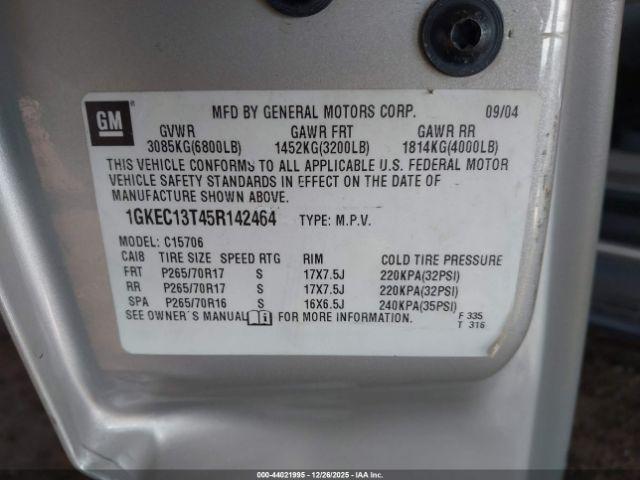 GM ® MFD BY GENERAL MOTORS CORP. 09/04
GVWR GAWR FRT GAWR RR
3085KG(6800LB) 1452KG(3200LB) 1814KG(4000LB)
THIS VEHICLE CONFORMS TO ALL APPLICABLE U.S. FEDERAL MOTOR
VEHICLE SAFETY STANDARDS IN EFFECT ON THE DATE OF
MANUFACTURE SHOWN ABOVE.
1GKEC13T45R142464 TYPE: M.P.V.
MODEL: C15706
CAI8 TIRE SIZE SPEED RTG RIM COLD TIRE PRESSURE
FRT P265/70R17 S 17X7.5J 220KPA(32PSI)
RR P265/70R17 S 17X7.5J 220KPA(32PSI)
SPA P265/70R16 S 16X6.5J 240KPA(35PSI)
SEE OWNER'S MANUAL FOR MORE INFORMATION. F 335
T 316
000-44021995 - 12/26/2025 - IAAI, Inc.